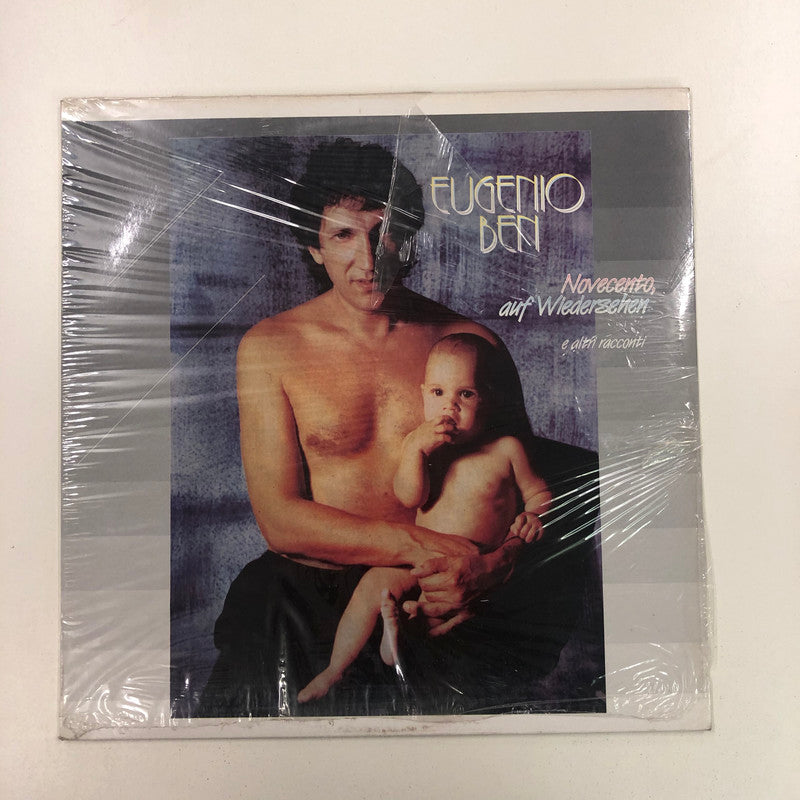 EUGENIO
BEN
Novecento,
auf Wiedersehen
e altri racconti